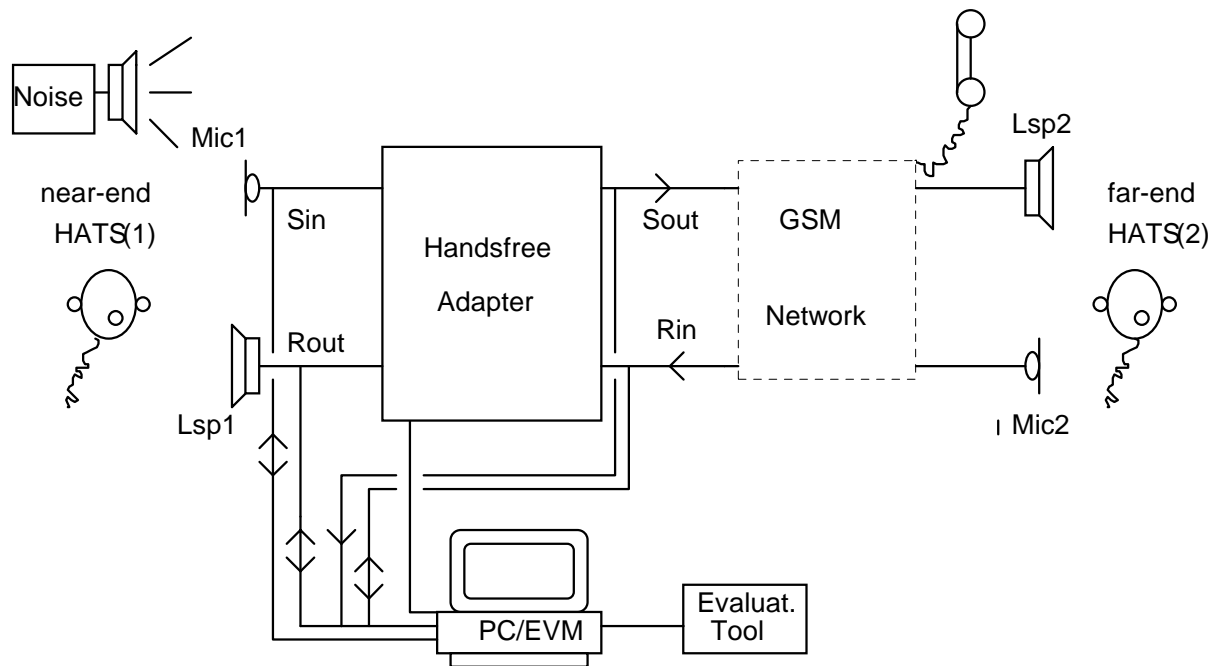 Noise
Mic1
Lsp2
near-end
HATS(1)
far-end
HATS(2)
Sin
Sout
GSM
Handsfree
Adapter
Rout
Rin
Network
Lsp1
Mic2
Evaluat.
Tool
PC/EVM